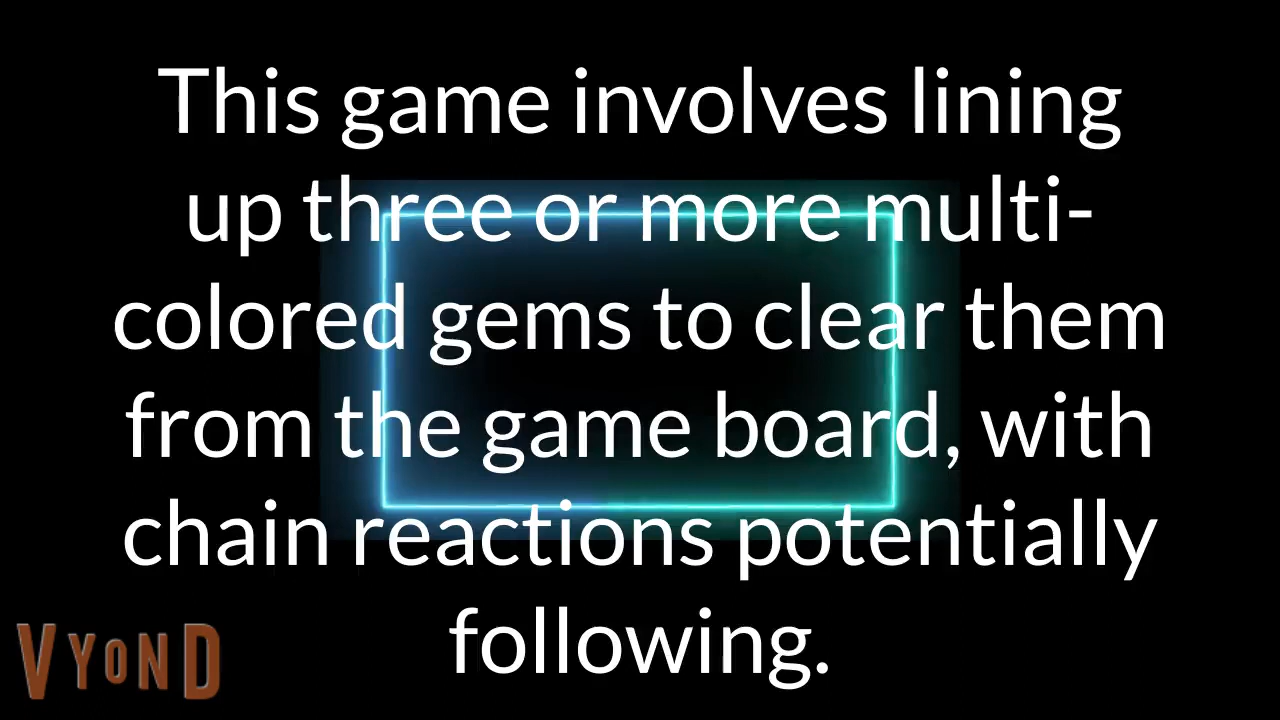 This game involves lining
up three or more multi-
colored gems to clear them
from the game board, with
chain reactions potentially
following.
VYOND